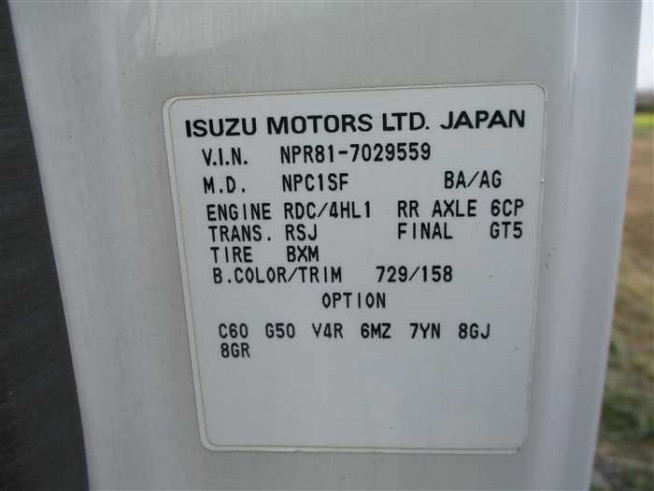 ISUZU MOTORS LTD. JAPAN
V.I.N. NPR81-7029559
M.D. NPC1SF BA/AG
ENGINE RDC/4HL1 RR AXLE 6CP
TRANS. RSJ FINAL GT5
TIRE BXM
B.COLOR/TRIM 729/158
OPTION
C60 G50 V4R 6MZ 7YN 8GJ
8GR